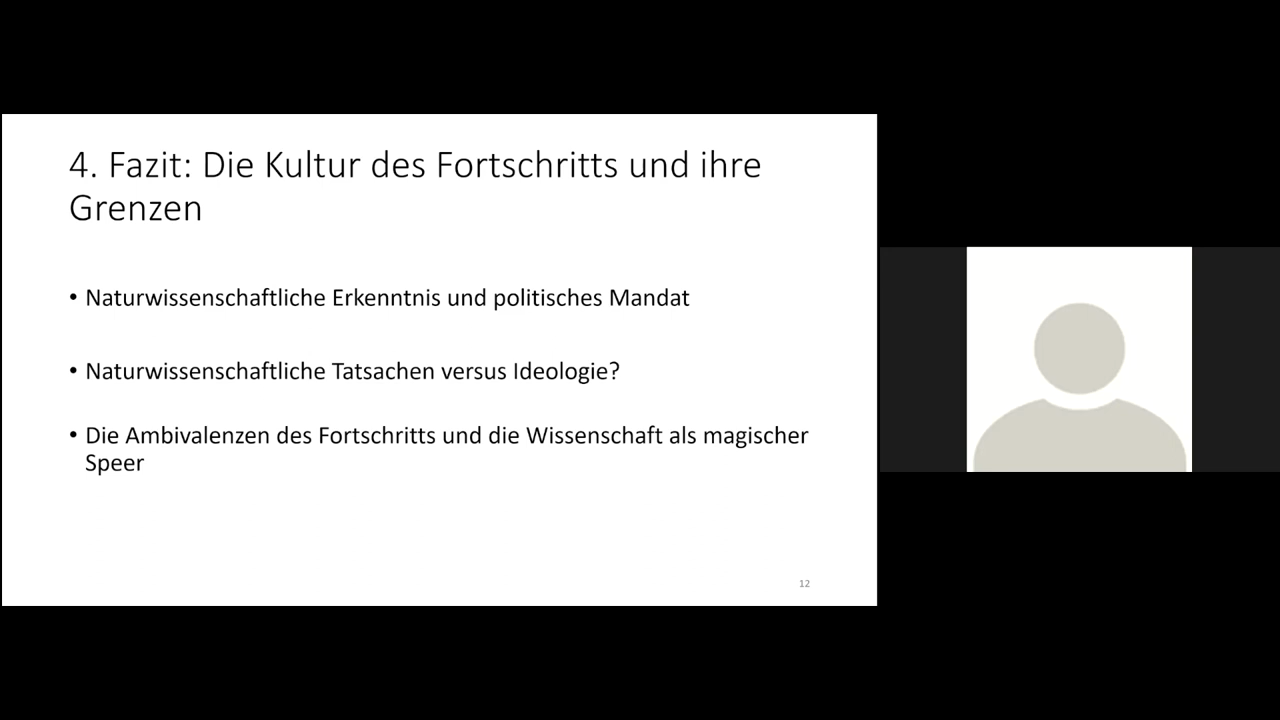 4. Fazit: Die Kultur des Fortschritts und ihre
Grenzen
• Naturwissenschaftliche Erkenntnis und politisches Mandat
• Naturwissenschaftliche Tatsachen versus Ideologie?
• Die Ambivalenzen des Fortschritts und die Wissenschaft als magischer
Speer
12